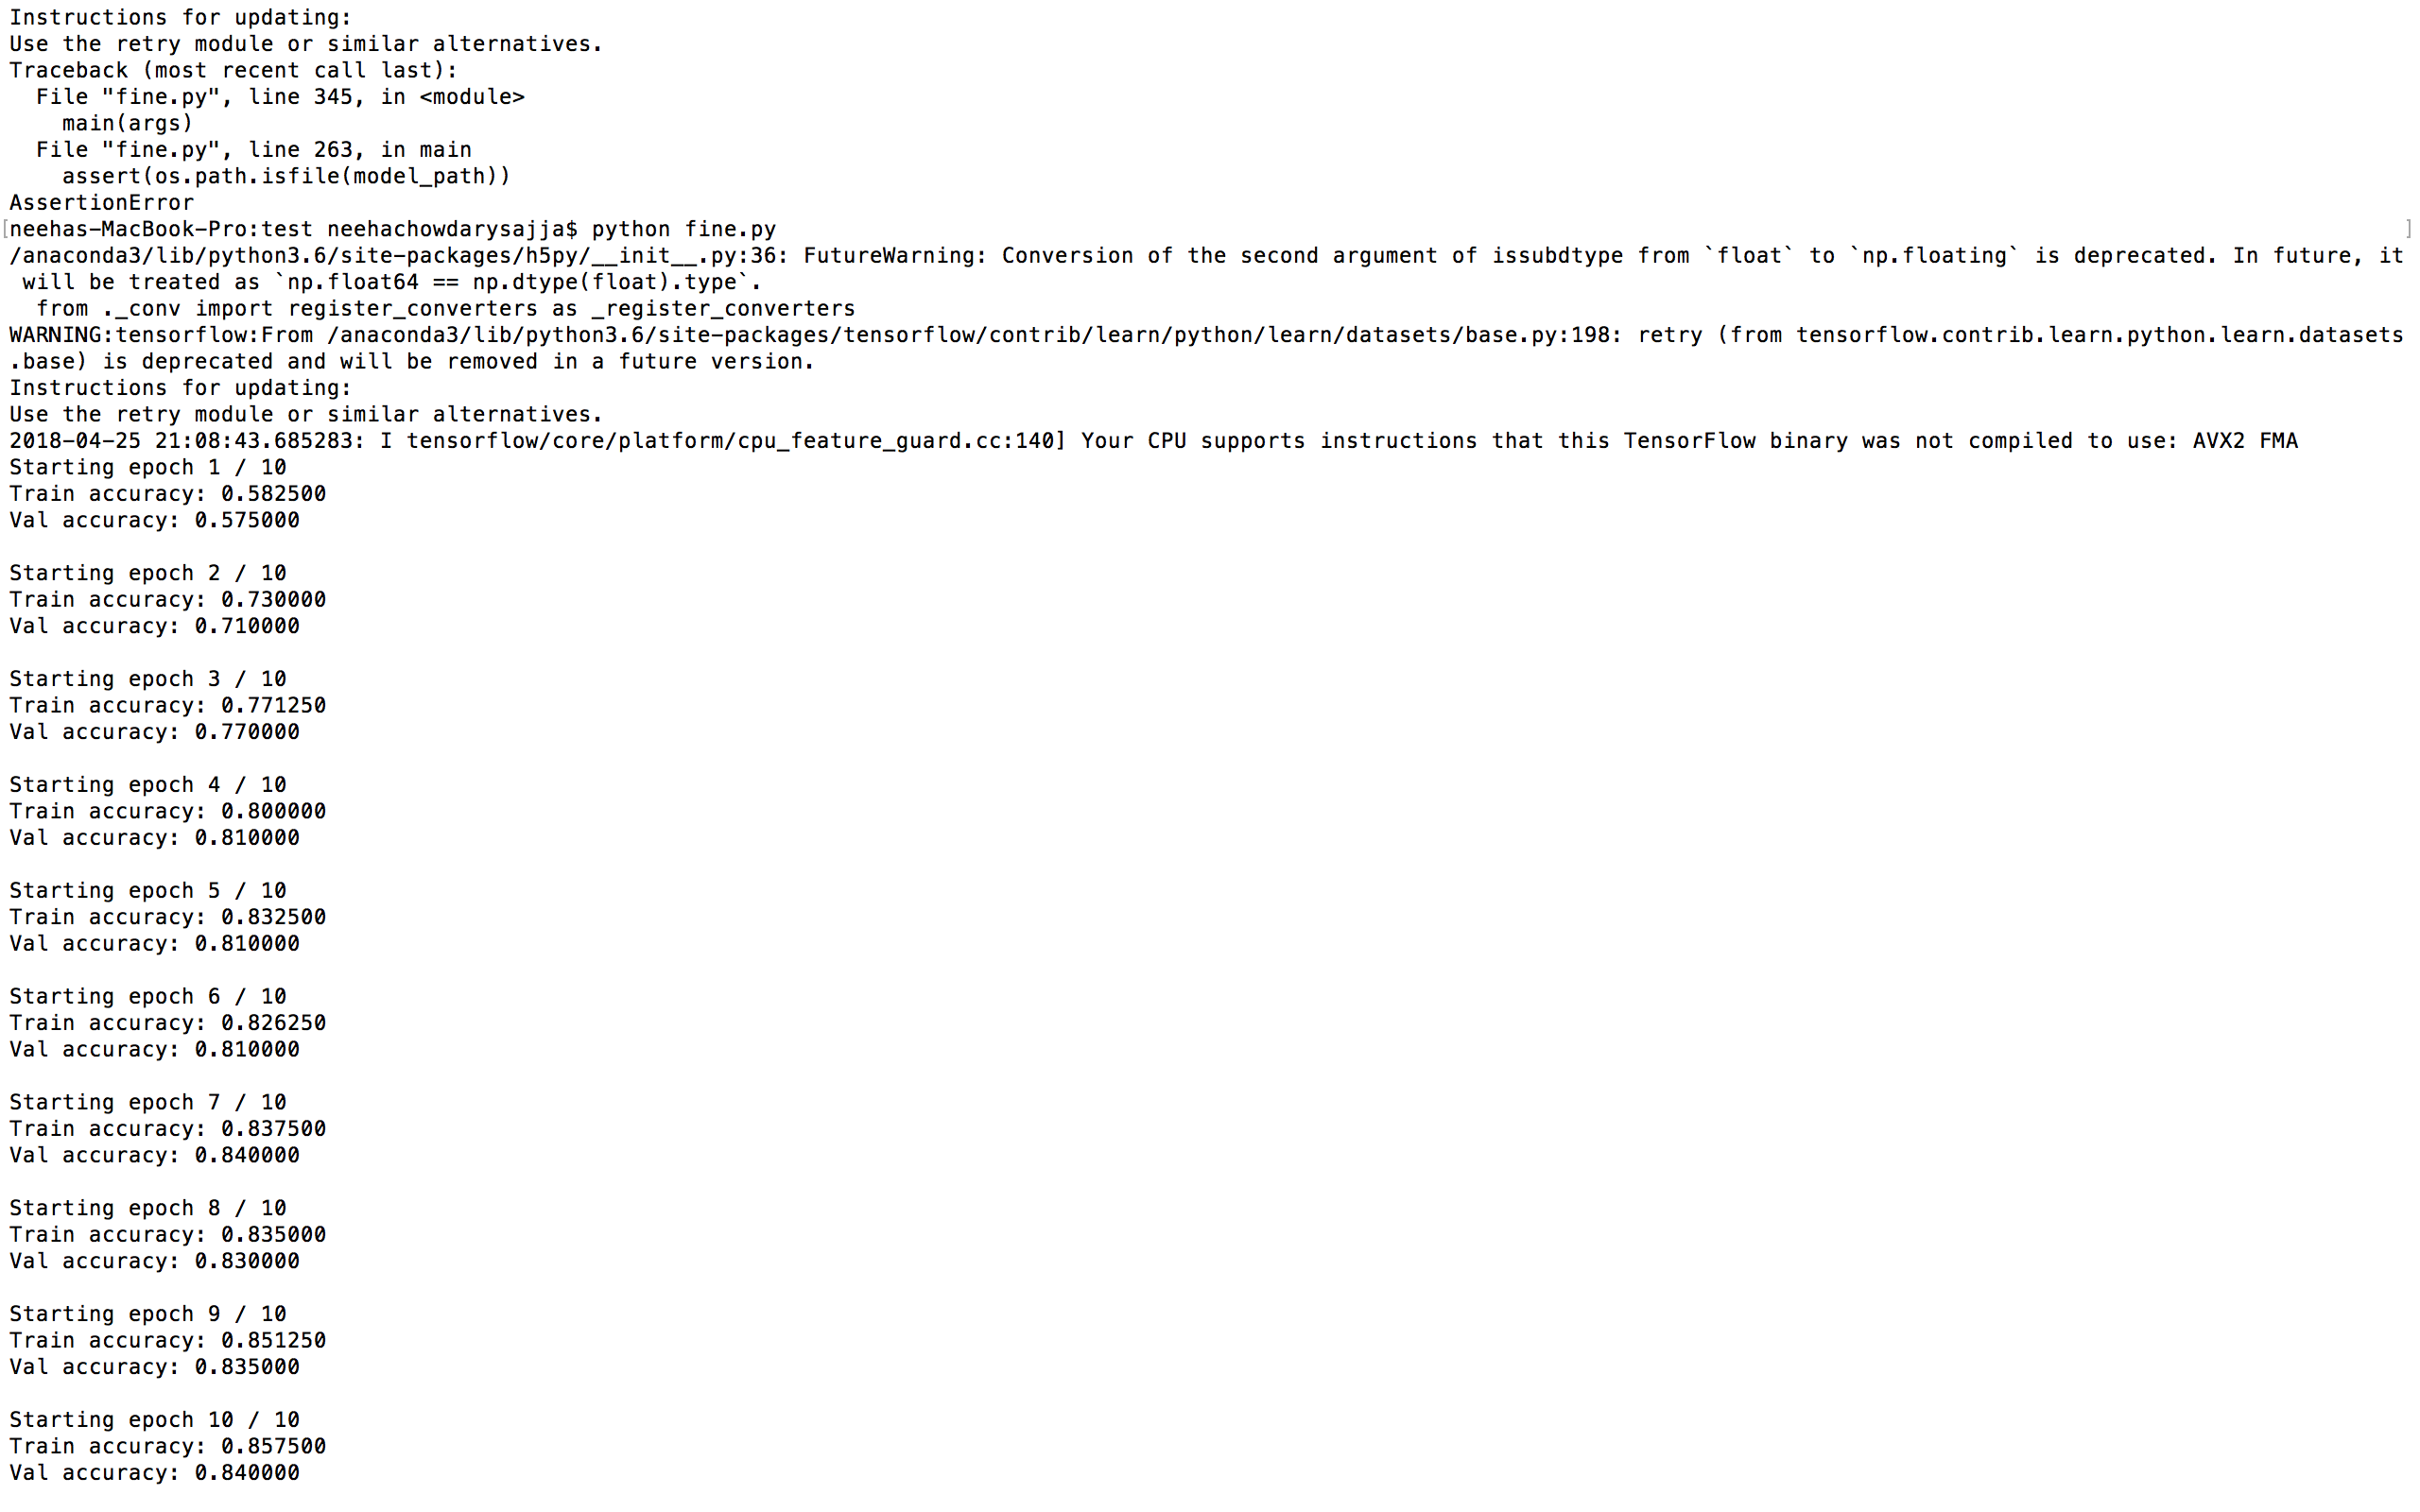 Instructions for updating:
Use the retry module or similar alternatives.
Traceback (most recent call last):
  File "fine.py", line 345, in <module>
    main(args)
  File "fine.py", line 263, in main
    assert(os.path.isfile(model_path))
AssertionError
[neehas-MacBook-Pro:test neehachowdarysajja$ python fine.py ]
/anaconda3/lib/python3.6/site-packages/h5py/__init__.py:36: FutureWarning: Conversion of the second argument of issubdtype from `float` to `np.floating` is deprecated. In future, it
 will be treated as `np.float64 == np.dtype(float).type`.
  from ._conv import register_converters as _register_converters
WARNING:tensorflow:From /anaconda3/lib/python3.6/site-packages/tensorflow/contrib/learn/python/learn/datasets/base.py:198: retry (from tensorflow.contrib.learn.python.learn.datasets
.base) is deprecated and will be removed in a future version.
Instructions for updating:
Use the retry module or similar alternatives.
2018-04-25 21:08:43.685283: I tensorflow/core/platform/cpu_feature_guard.cc:140] Your CPU supports instructions that this TensorFlow binary was not compiled to use: AVX2 FMA
Starting epoch 1 / 10
Train accuracy: 0.582500
Val accuracy: 0.575000

Starting epoch 2 / 10
Train accuracy: 0.730000
Val accuracy: 0.710000

Starting epoch 3 / 10
Train accuracy: 0.771250
Val accuracy: 0.770000

Starting epoch 4 / 10
Train accuracy: 0.800000
Val accuracy: 0.810000

Starting epoch 5 / 10
Train accuracy: 0.832500
Val accuracy: 0.810000

Starting epoch 6 / 10
Train accuracy: 0.826250
Val accuracy: 0.810000

Starting epoch 7 / 10
Train accuracy: 0.837500
Val accuracy: 0.840000

Starting epoch 8 / 10
Train accuracy: 0.835000
Val accuracy: 0.830000

Starting epoch 9 / 10
Train accuracy: 0.851250
Val accuracy: 0.835000

Starting epoch 10 / 10
Train accuracy: 0.857500
Val accuracy: 0.840000